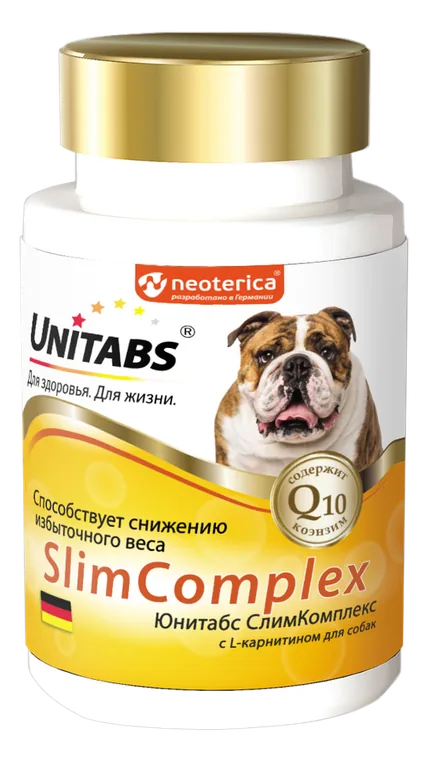 neoterica®
разработано в Германии
UNITABS®
Для здоровья. Для жизни.
содержит
Q10
коэнзим
Способствует снижению
избыточного веса
SlimComplex
Юнитабс СлимКомплекс
с L-карнитином для собак